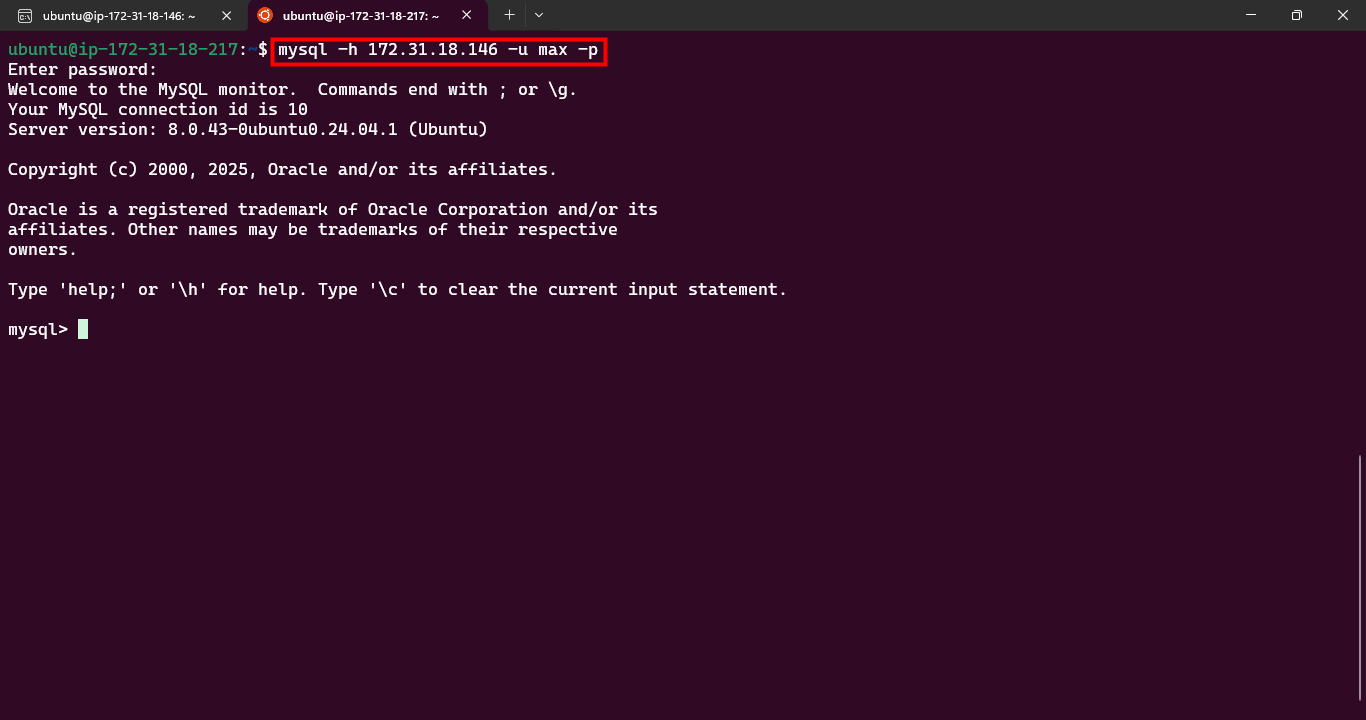 ubuntu@ip-172-31-18-146: ~
ubuntu@ip-172-31-18-217: ~
ubuntu@ip-172-31-18-217:~$ mysql -h 172.31.18.146 -u max -p
Enter password:
Welcome to the MySQL monitor.  Commands end with ; or \g.
Your MySQL connection id is 10
Server version: 8.0.43-0ubuntu0.24.04.1 (Ubuntu)
Copyright (c) 2000, 2025, Oracle and/or its affiliates.
Oracle is a registered trademark of Oracle Corporation and/or its
affiliates. Other names may be trademarks of their respective
owners.
Type 'help;' or '\h' for help. Type '\c' to clear the current input statement.
mysql>